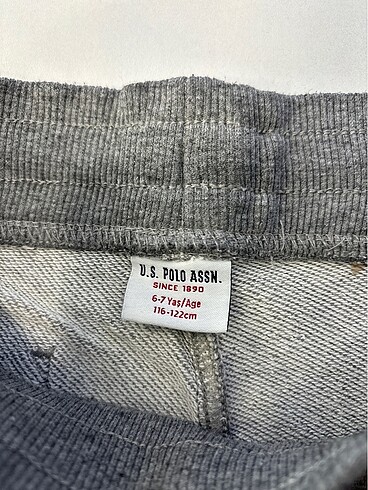 U.S. POLO ASSN.
SINCE 1890
6-7 Yaş/Age
116-122cm